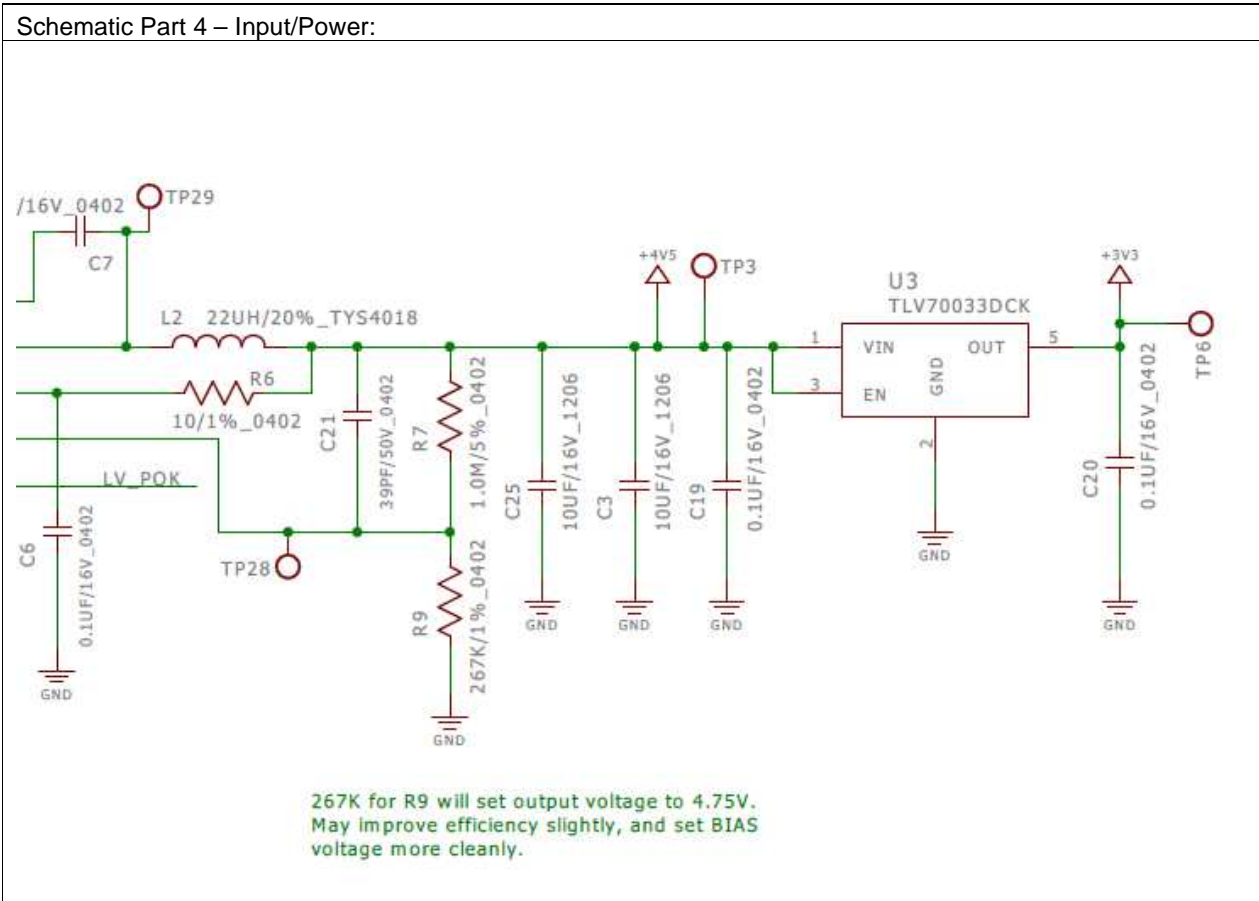 Schematic Part 4 – Input/Power:
/16V_0402
TP29
C7
L2 22UH/20%_TYS4018
R6
10/1%_0402
C21
39PF/50V_0402
R7
1.0M/5%_0402
LV_POK
C6
0.1UF/16V_0402
GND
TP28
R9
267K/1%_0402
GND
C25
10UF/16V_1206
GND
+4V5
C3
10UF/16V_1206
GND
TP3
C19
0.1UF/16V_0402
GND
U3
TLV70033DCK
1
VIN
OUT
5
GND
3
EN
2
GND
+3V3
TP6
C20
0.1UF/16V_0402
GND
267K for R9 will set output voltage to 4.75V.
May improve efficiency slightly, and set BIAS
voltage more cleanly.